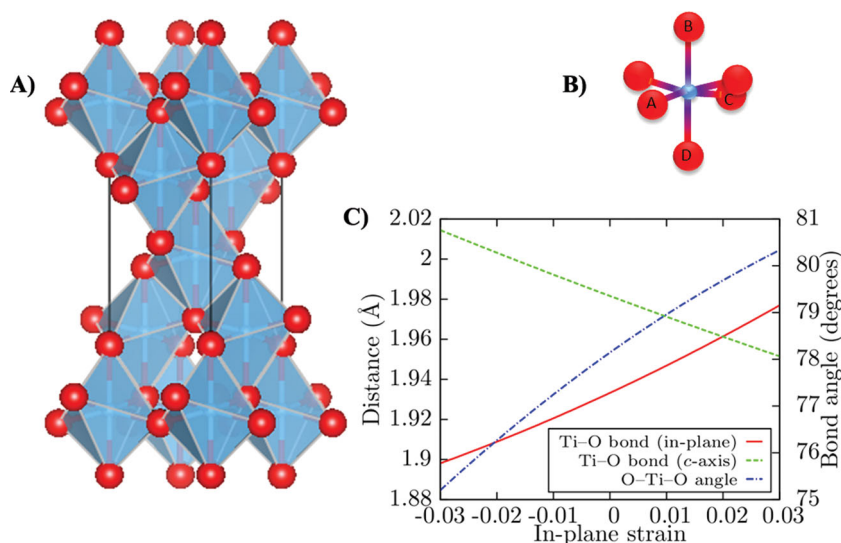 A)
B)
B
A
C
D
C)
2.02
2
1.98
1.96
1.94
1.92
1.9
1.88
Distance (Å)
81
80
79
78
77
76
75
Bond angle (degrees)
Ti–O bond (in-plane)
Ti–O bond (c-axis)
O–Ti–O angle
-0.03 -0.02 -0.01 0 0.01 0.02 0.03
In-plane strain